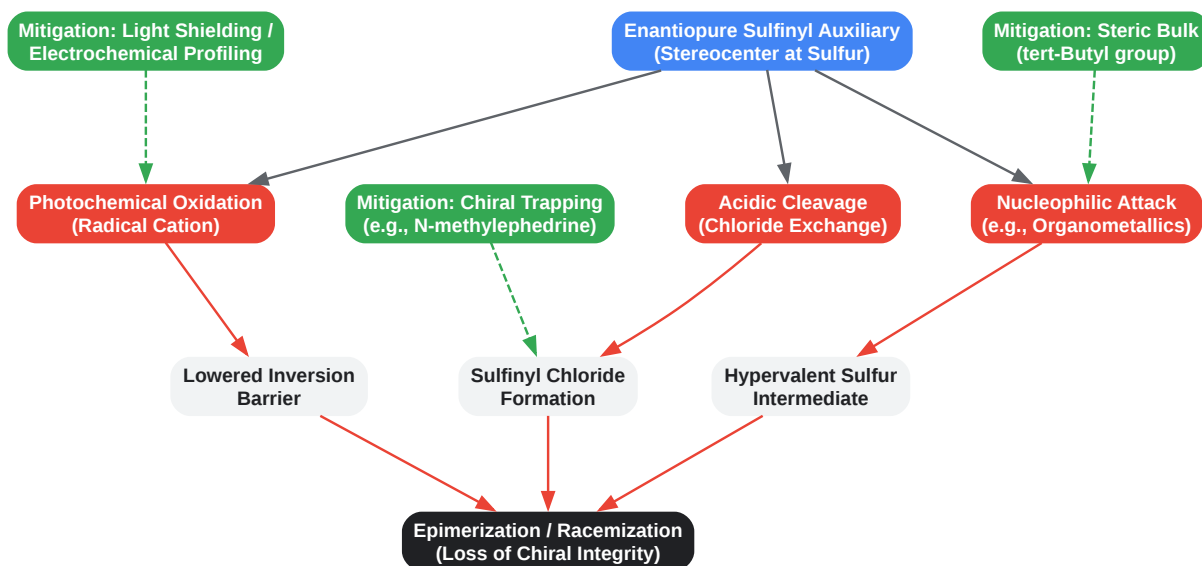 Mitigation: Light Shielding /
Electrochemical Profiling
Enantiopure Sulfinyl Auxiliary
(Stereocenter at Sulfur)
Mitigation: Steric Bulk
(tert-Butyl group)
Photochemical Oxidation
(Radical Cation)
Mitigation: Chiral Trapping
(e.g., N-methylephedrine)
Acidic Cleavage
(Chloride Exchange)
Nucleophilic Attack
(e.g., Organometallics)
Lowered Inversion
Barrier
Sulfinyl Chloride
Formation
Hypervalent Sulfur
Intermediate
Epimerization / Racemization
(Loss of Chiral Integrity)